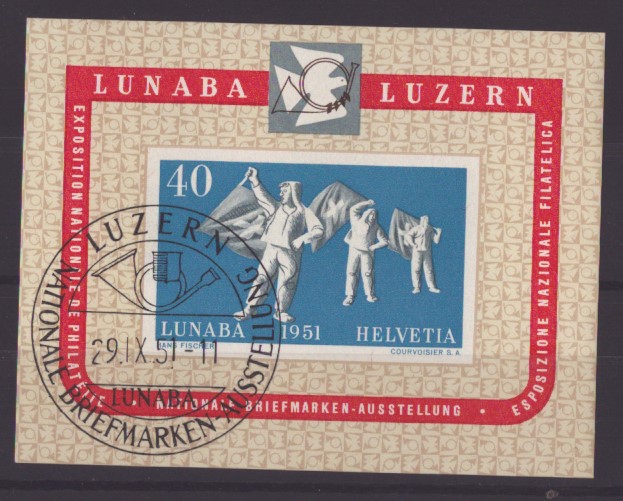 LUNABA LUZERN
EXPOSITION NATIONALE DE PHILATELIE
NATIONALE BRIEFMARKEN-AUSSTELLUNG •
ESPOSIZIONE NAZIONALE FILATELICA
40
LUNABA 1951 HELVETIA
HANS FISCHER COURVOISIER S.A.
LUZERN
29.IX.51-11
LUNABA
NATIONALE BRIEFMARKEN-AUSSTELLUNG